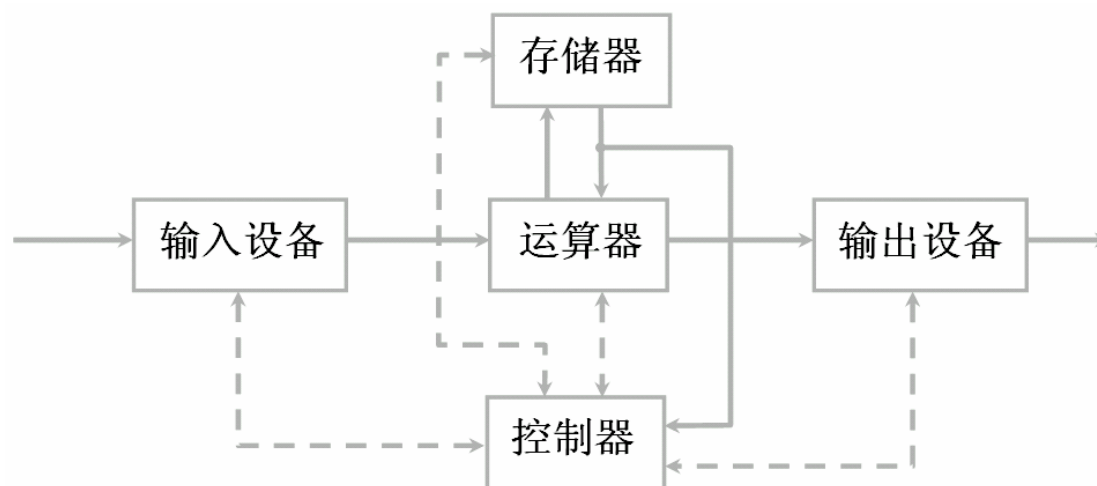 存储器
输入设备
运算器
输出设备
控制器